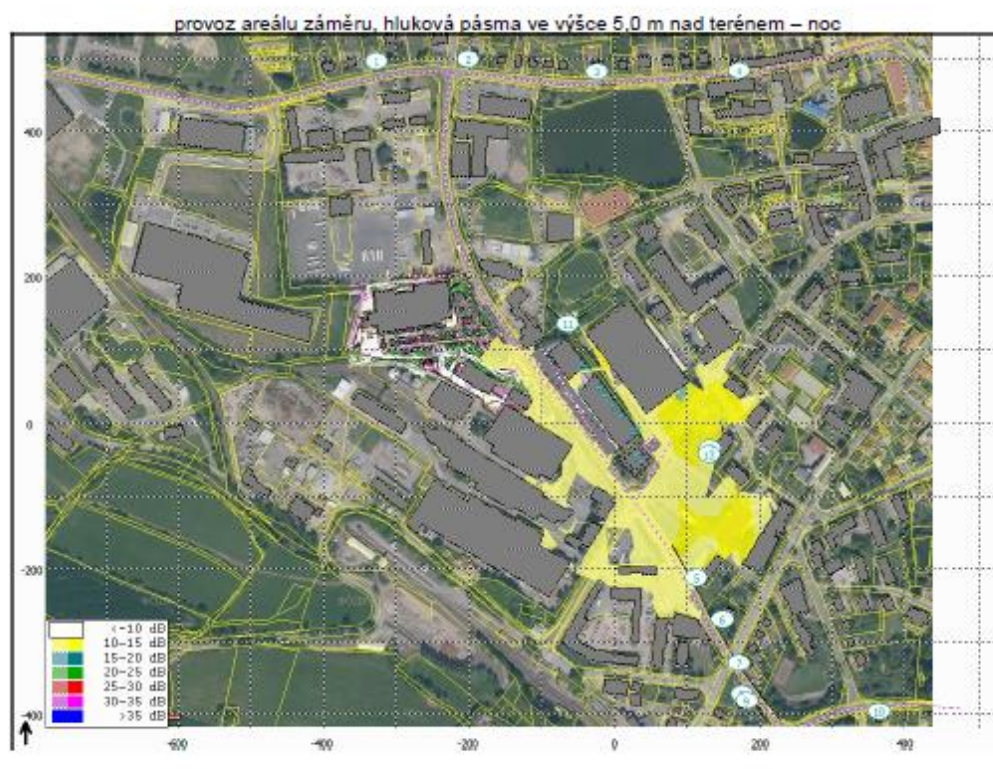 provoz areálu záměru, hluková pásma ve výšce 5,0 m nad terénem – noc
1
2
3
4
400
200
11
0
13
-200
5
6
7
9
10
-400
<-10 dB
10-15 dB
15-20 dB
20-25 dB
25-30 dB
30-35 dB
>35 dB
-600 -400 -200 0 200 400